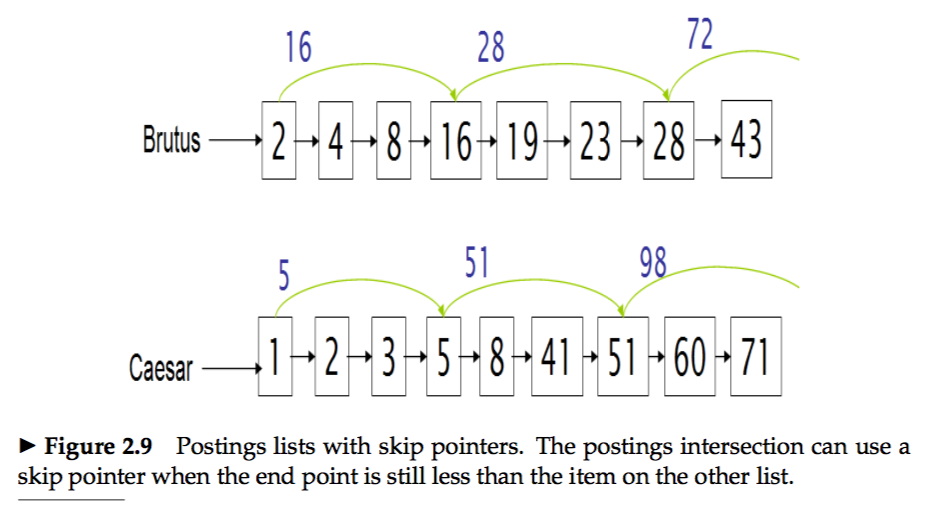 16 28 72
Brutus 2 4 8 16 19 23 28 43
5 51 98
Caesar 1 2 3 5 8 41 51 60 71
► Figure 2.9 Postings lists with skip pointers. The postings intersection can use a
skip pointer when the end point is still less than the item on the other list.